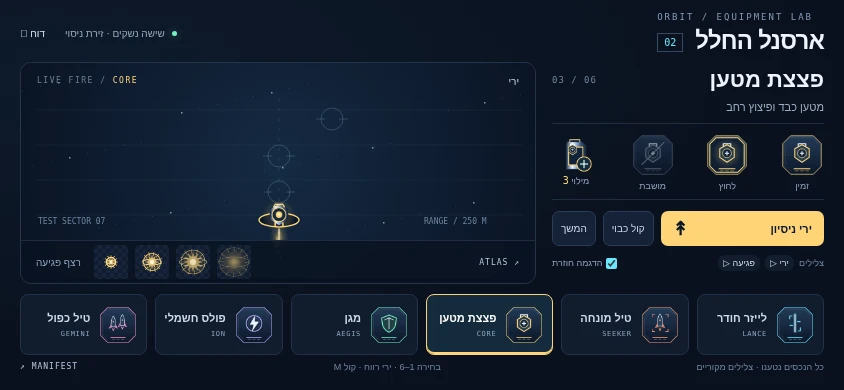 ORBIT / EQUIPMENT LAB
ארסנל החלל 02
שישה נשקים · זירת ניסוי
דוח
פצצת מטען
03 / 06
מטען כבד ופיצוץ רחב
זמין
לחוץ
מושבת
מילוי 3
ירי ניסיון
קול כבוי
המשך
צלילים
ירי ▷
פגיעה ▷
הדגמה חוזרת
LIVE FIRE / CORE
ירי
TEST SECTOR 07
RANGE / 250 M
רצף פגיעה
ATLAS ↗
לייזר חודר
LANCE
טיל מונחה
SEEKER
פצצת מטען
CORE
מגן
AEGIS
פולס חשמלי
ION
טיל כפול
GEMINI
כל הנכסים נטענו · צלילים מקוריים
בחירה 1–6 · ירי רווח · קול M
MANIFEST ↗